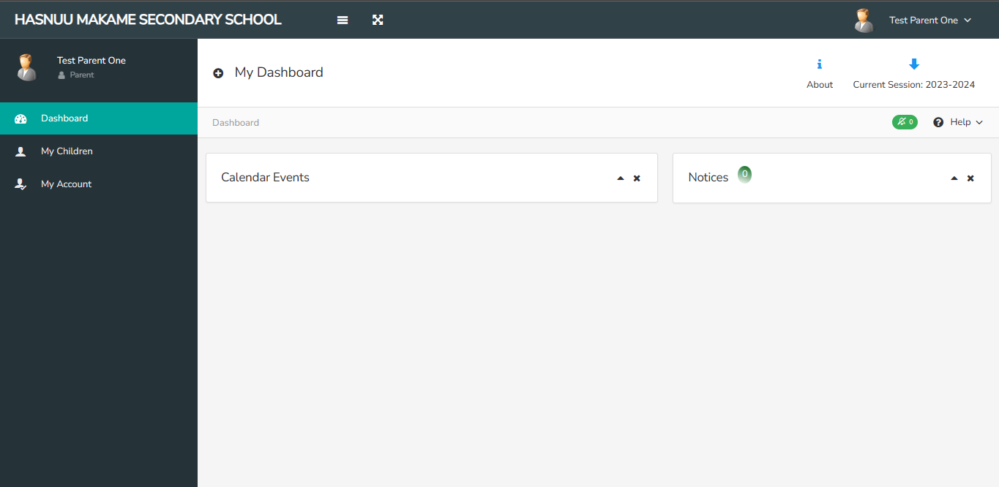 HASNUU MAKAME SECONDARY SCHOOL
Test Parent One
Test Parent One
Parent
Dashboard
My Children
My Account
My Dashboard
About
Current Session: 2023-2024
Dashboard
0
Help
Calendar Events
Notices 0